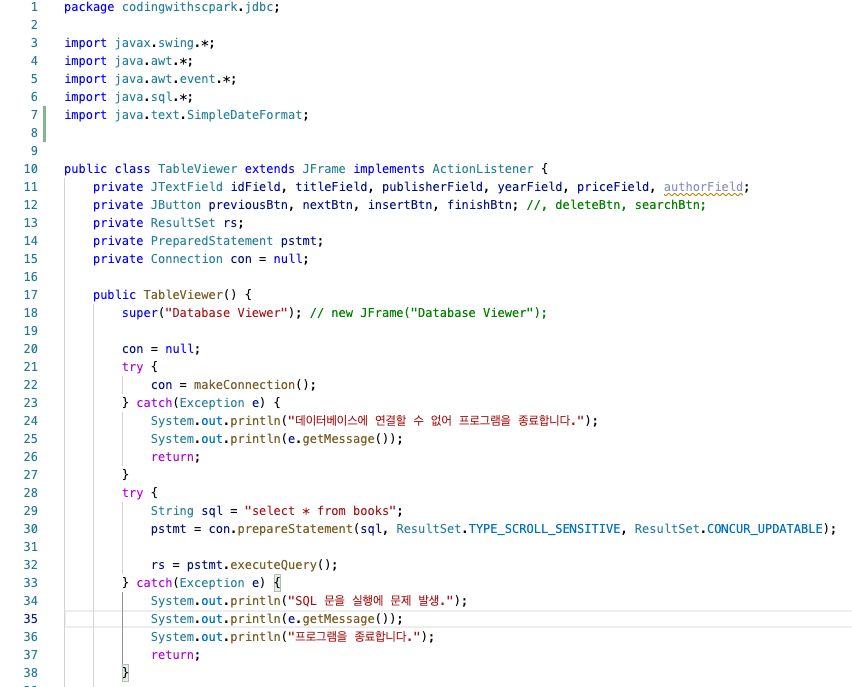 1 package codingwithscpark.jdbc;
2
3 import javax.swing.*;
4 import java.awt.*;
5 import java.awt.event.*;
6 import java.sql.*;
7 import java.text.SimpleDateFormat;
8
9
10 public class TableViewer extends JFrame implements ActionListener {
11 private JTextField idField, titleField, publisherField, yearField, priceField, authorField;
12 private JButton previousBtn, nextBtn, insertBtn, finishBtn; //, deleteBtn, searchBtn;
13 private ResultSet rs;
14 private PreparedStatement pstmt;
15 private Connection con = null;
16
17 public TableViewer() {
18 super("Database Viewer"); // new JFrame("Database Viewer");
19
20 con = null;
21 try {
22 con = makeConnection();
23 } catch(Exception e) {
24 System.out.println("데이터베이스에 연결할 수 없어 프로그램을 종료합니다.");
25 System.out.println(e.getMessage());
26 return;
27 }
28 try {
29 String sql = "select * from books";
30 pstmt = con.prepareStatement(sql, ResultSet.TYPE_SCROLL_SENSITIVE, ResultSet.CONCUR_UPDATABLE);
31
32 rs = pstmt.executeQuery();
33 } catch(Exception e) {
34 System.out.println("SQL 문을 실행에 문제 발생.");
35 System.out.println(e.getMessage());
36 System.out.println("프로그램을 종료합니다.");
37 return;
38 }